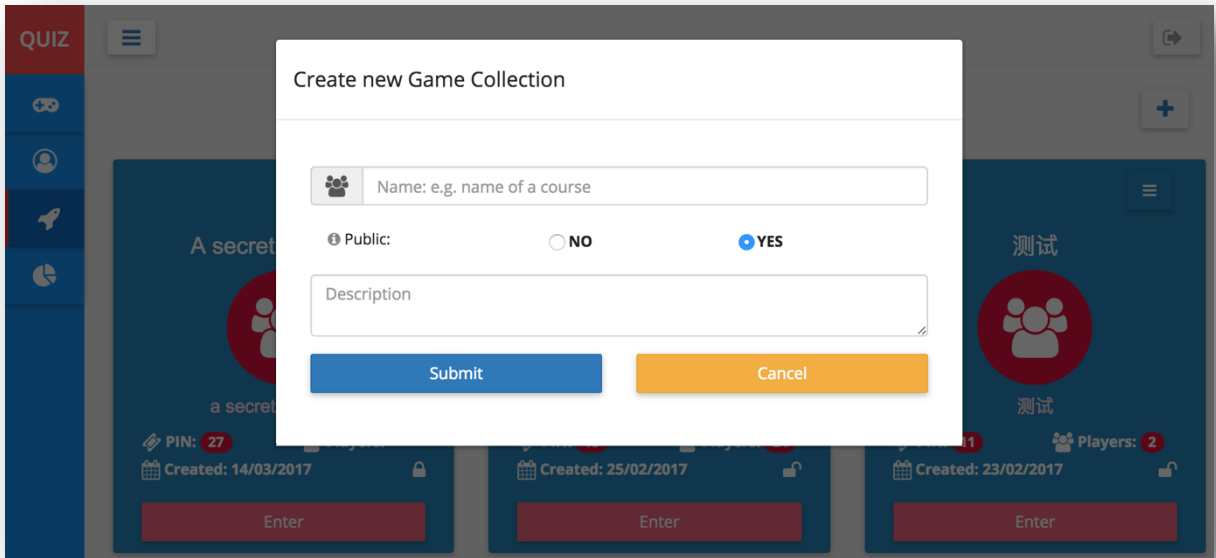 QUIZ
Create new Game Collection
Name: e.g. name of a course
Public: NO YES
Description
Submit Cancel
A secret
a secret
PIN: 27
Created: 14/03/2017
Enter
Created: 25/02/2017
Enter
测试
测试
11 Players: 2
Created: 23/02/2017
Enter